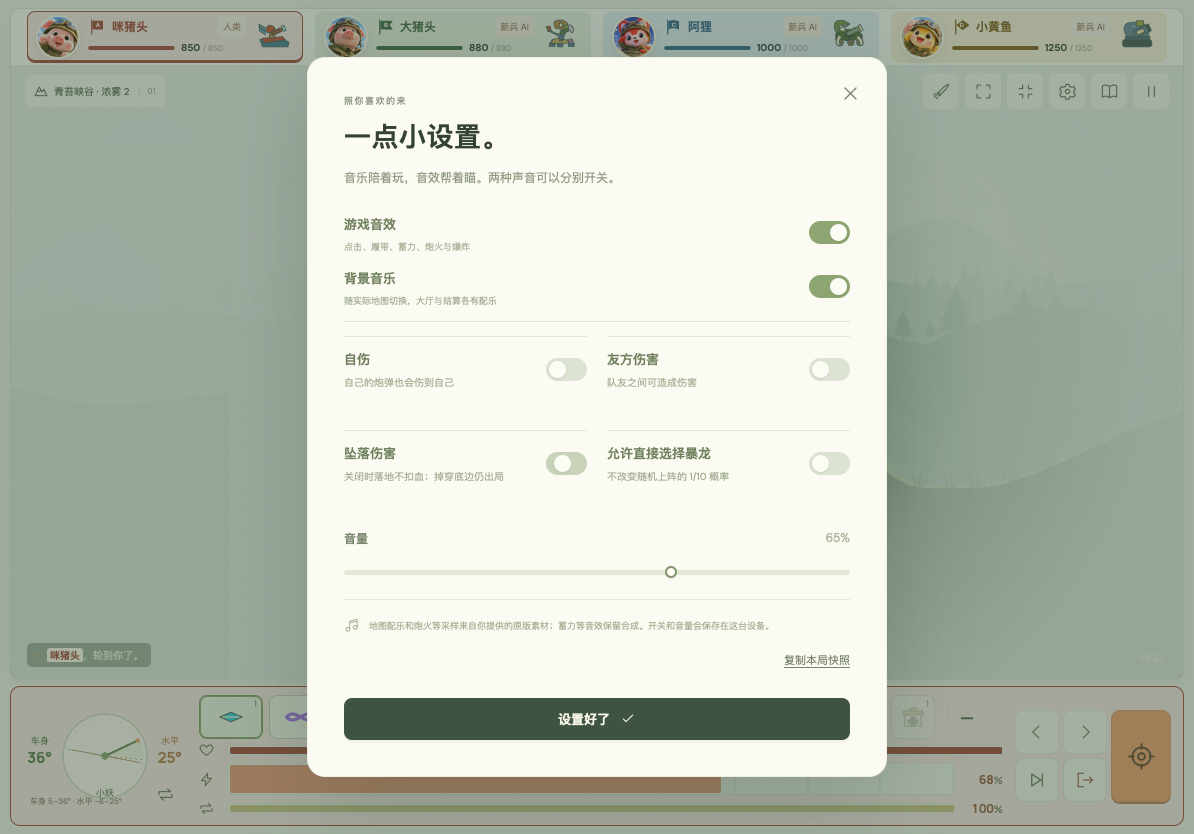 咪猪头
人类
850 / 850
大猪头
新兵 AI
880 / 880
阿狸
新兵 AI
1000 / 1000
小黄鱼
新兵 AI
1250 / 1250
青苔峡谷 · 浓雾 2
01
照你喜欢的来
一点小设置。
音乐陪着玩，音效帮着瞄。两种声音可以分别开关。
游戏音效
点击、履带、蓄力、炮火与爆炸
背景音乐
随实际地图切换，大厅与结算各有配乐
自伤
自己的炮弹也会伤到自己
友方伤害
队友之间可造成伤害
坠落伤害
关闭时落地不扣血；掉穿底边仍出局
允许直接选择暴龙
不改变随机上阵的 1/10 概率
音量
65%
地图配乐和炮火等采样来自你提供的原版素材；蓄力等音效保留合成。开关和音量会保存在这台设备。
复制本局快照
设置好了
咪猪头，轮到你了。
车身
36°
水平
25°
小妖
车身 5–36° · 水平 -6–25°
1
1
68%
100%